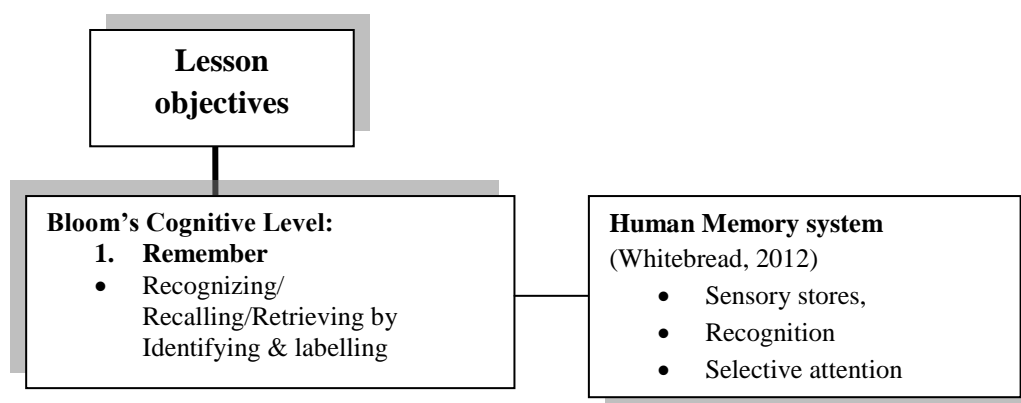 Lesson
objectives
Bloom’s Cognitive Level:
1. Remember
• Recognizing/
Recalling/Retrieving by
Identifying & labelling
Human Memory system
(Whitebread, 2012)
• Sensory stores,
• Recognition
• Selective attention